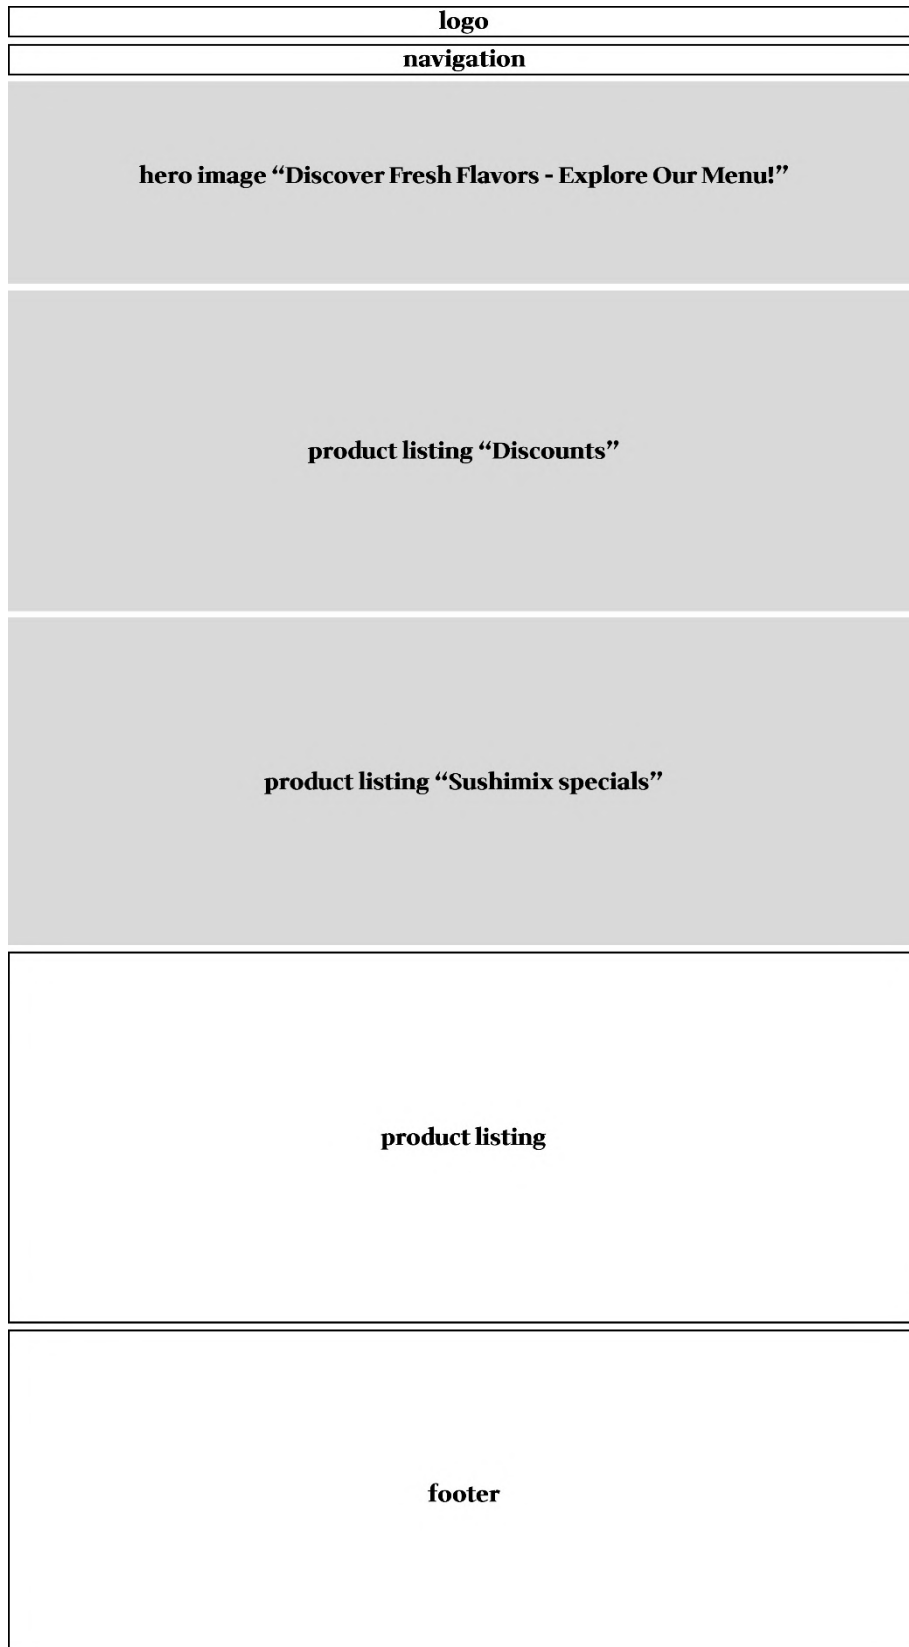 logo
navigation
hero image “Discover Fresh Flavors - Explore Our Menu!”
product listing “Discounts”
product listing “Sushimix specials”
product listing
footer